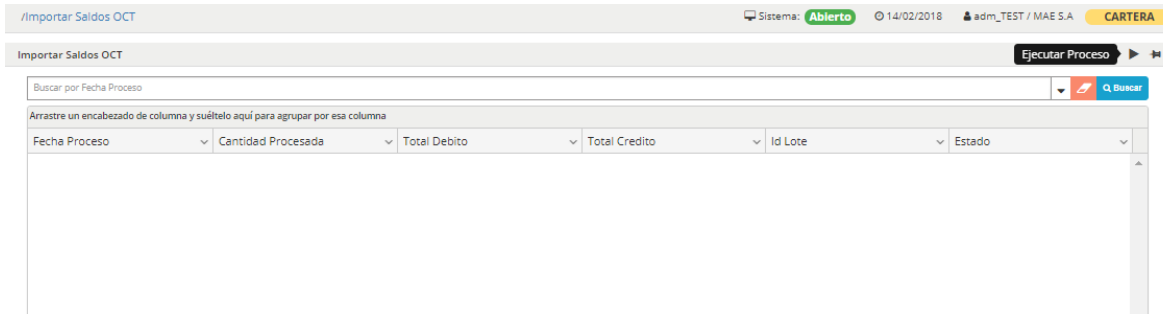 /Importar Saldos OCT Sistema: Abierto 14/02/2018 adm_TEST / MAE S.A CARTERA
Importar Saldos OCT Ejecutar Proceso
Buscar por Fecha Proceso Buscar
Arrastre un encabezado de columna y suéltelo aquí para agrupar por esa columna
Fecha Proceso Cantidad Procesada Total Debito Total Credito Id Lote Estado